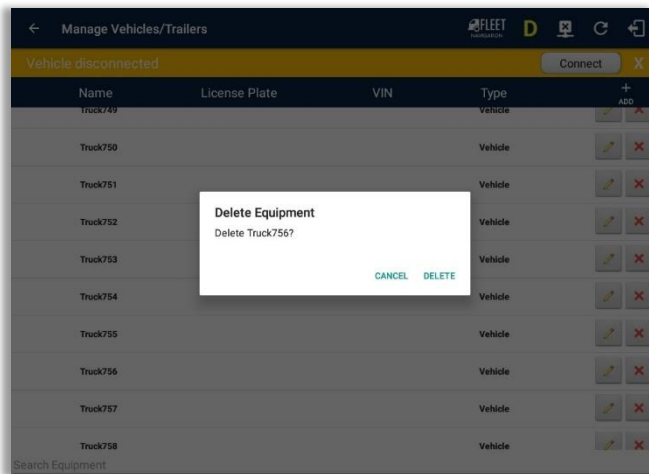 Manage Vehicles/Trailers FLEET NAVIGATION D
Vehicle disconnected Connect X
Name License Plate VIN Type + ADD
Truck749 Vehicle
Truck750 Vehicle
Truck751 Vehicle
Truck752 Vehicle
Truck753 Vehicle
Truck754 Vehicle
Truck755 Vehicle
Truck756 Vehicle
Truck757 Vehicle
Truck758 Vehicle
Search Equipment
Delete Equipment
Delete Truck756?
CANCEL DELETE